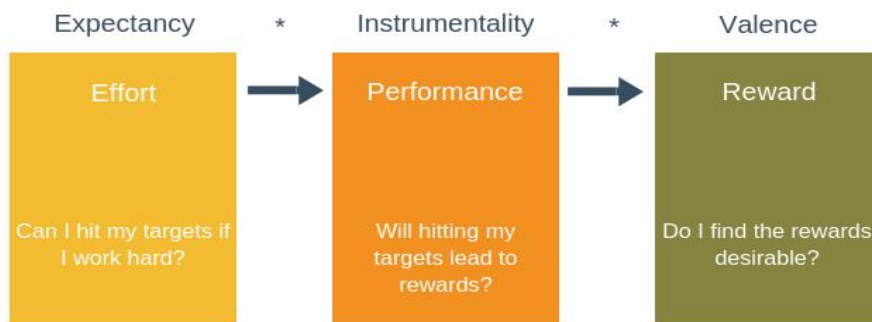 Expectancy * Instrumentality * Valence
Effort
Performance
Reward
Can I hit my targets if
I work hard?
Will hitting my
targets lead to
rewards?
Do I find the rewards
desirable?